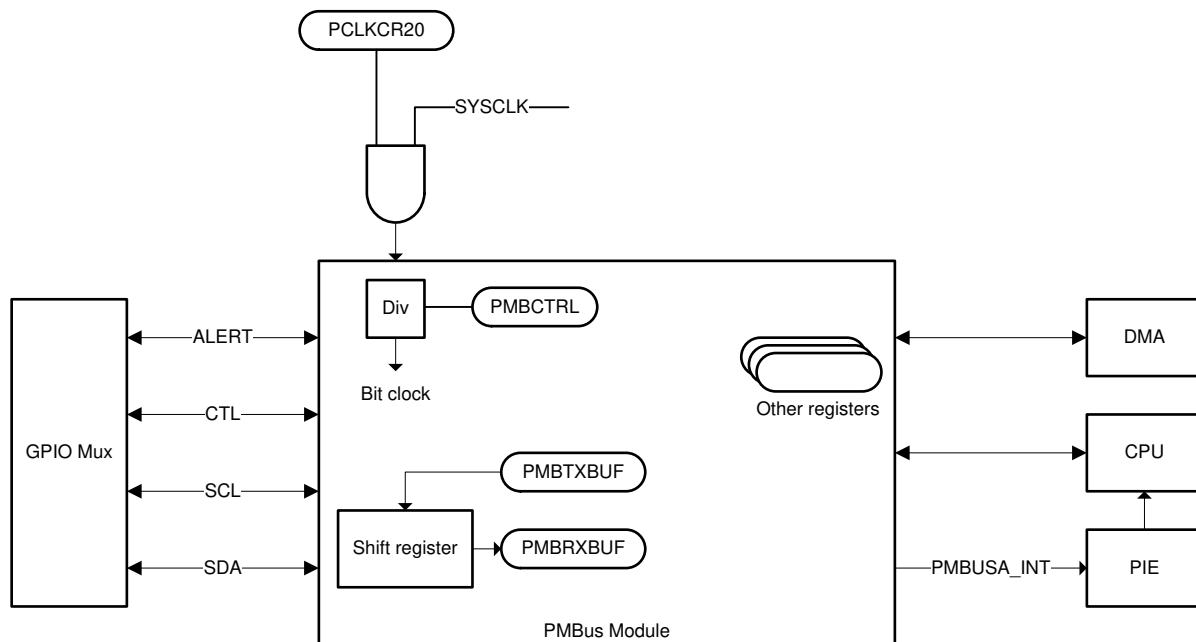 PCLKCR20
SYSCLK
Div
PMBCTRL
ALERT
DMA
Bit clock
Other registers
CTL
GPIO Mux
CPU
PMBTXBUF
SCL
Shift register
PMBRXBUF
SDA
PMBUSA_INT
PIE
PMBus Module